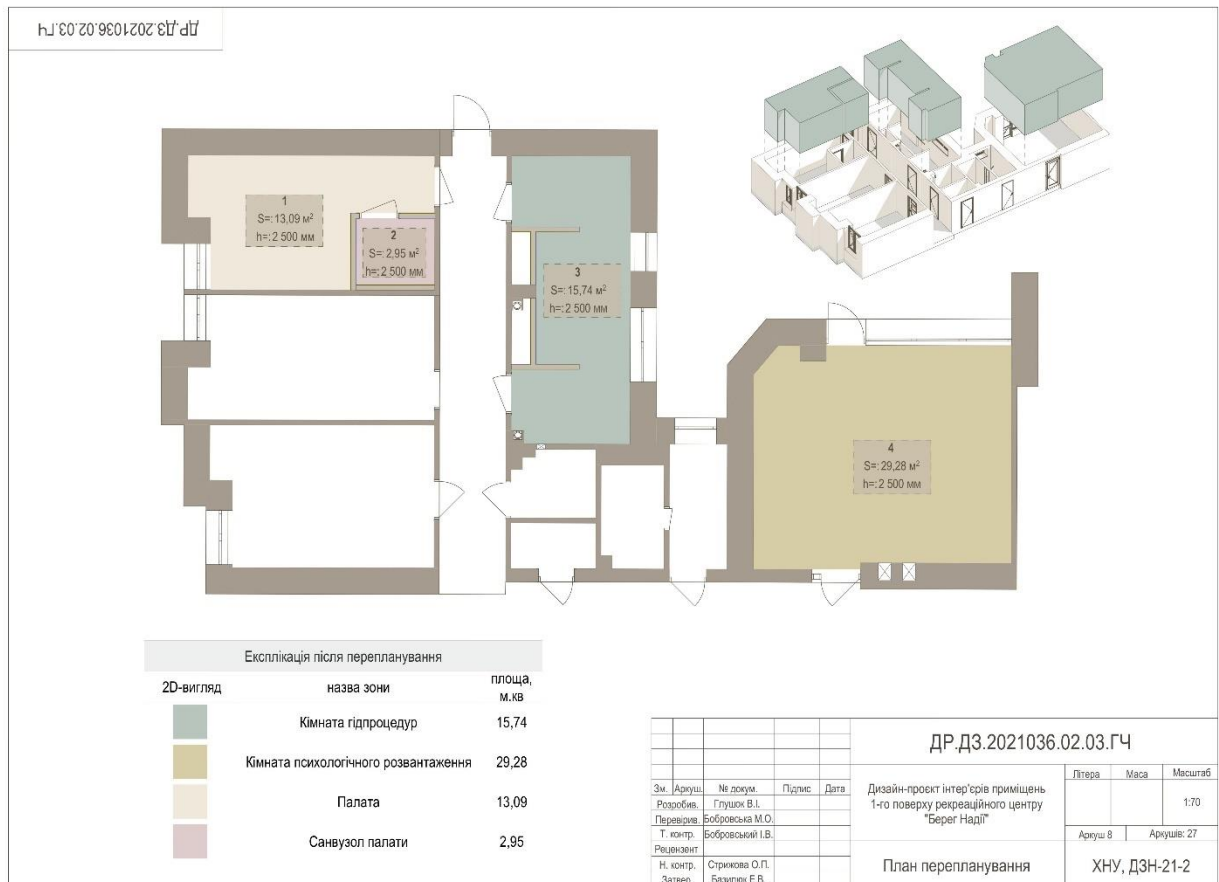 ДР.ДЗ.2021036.02.03.ГЧ
1
S=:13,09 м²
h=:2 500 мм
2
S=:2,95 м²
h=:2 500 мм
3
S=:15,74 м²
h=:2 500 мм
4
S=:29,28 м²
h=:2 500 мм
Експлікація після перепланування
2D-вигляд назва зони площа, м.кв
Кімната гідпроцедур 15,74
Кімната психологічного розвантаження 29,28
Палата 13,09
Санвузол палати 2,95
ДР.ДЗ.2021036.02.03.ГЧ
Зм. Аркуш. № докум. Підпис Дата
Розробив. Глушок В.І.
Перевірив. Бобровська М.О.
Т. контр. Бобровський І.В.
Рецензент
Н. контр. Стрижова О.П.
Затвер. Базилюк Е.В.
Дизайн-проєкт інтер'єрів приміщень
1-го поверху рекреаційного центру
"Берег Надії"
План перепланування
Літера Маса Масштаб
1:70
Аркуш 8 Аркушів: 27
ХНУ, ДЗН-21-2